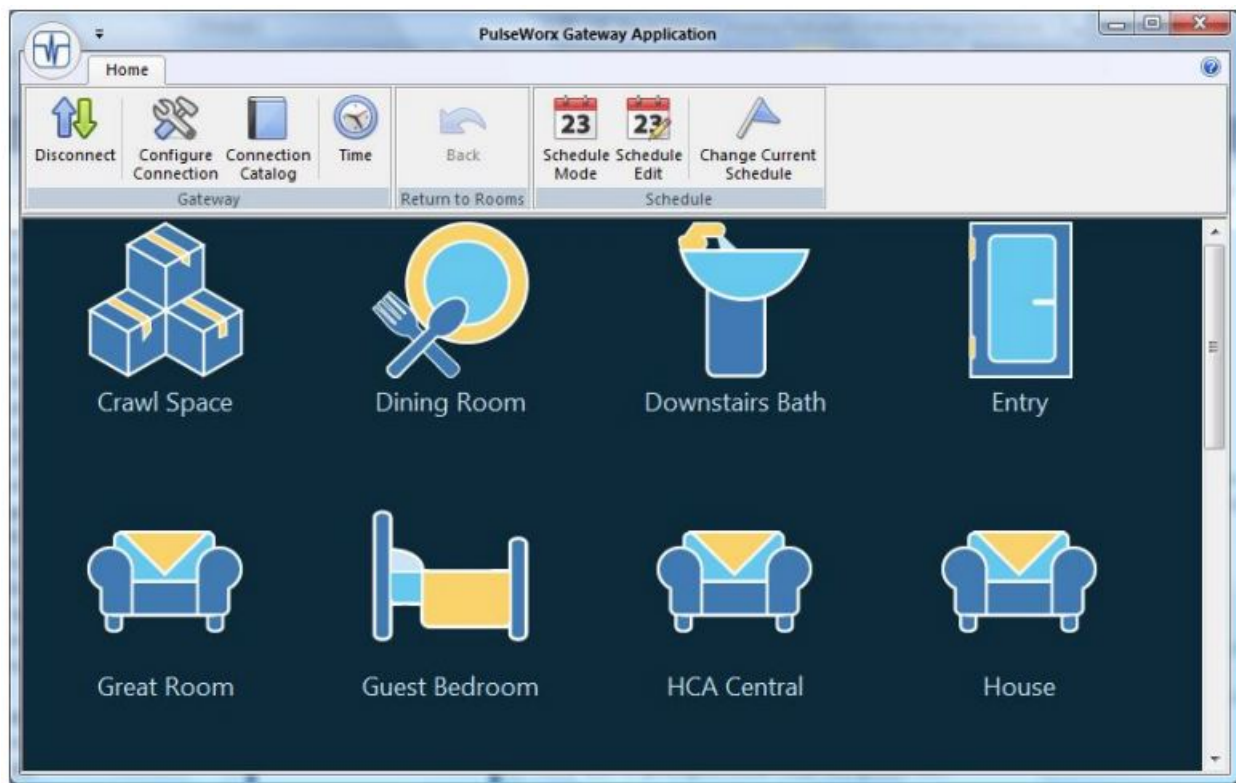 PulseWorx Gateway Application
Home
Disconnect
Configure Connection
Connection Catalog
Time
Back
23
Schedule Mode
23
Schedule Edit
Change Current Schedule
Gateway
Return to Rooms
Schedule
Crawl Space
Dining Room
Downstairs Bath
Entry
Great Room
Guest Bedroom
HCA Central
House